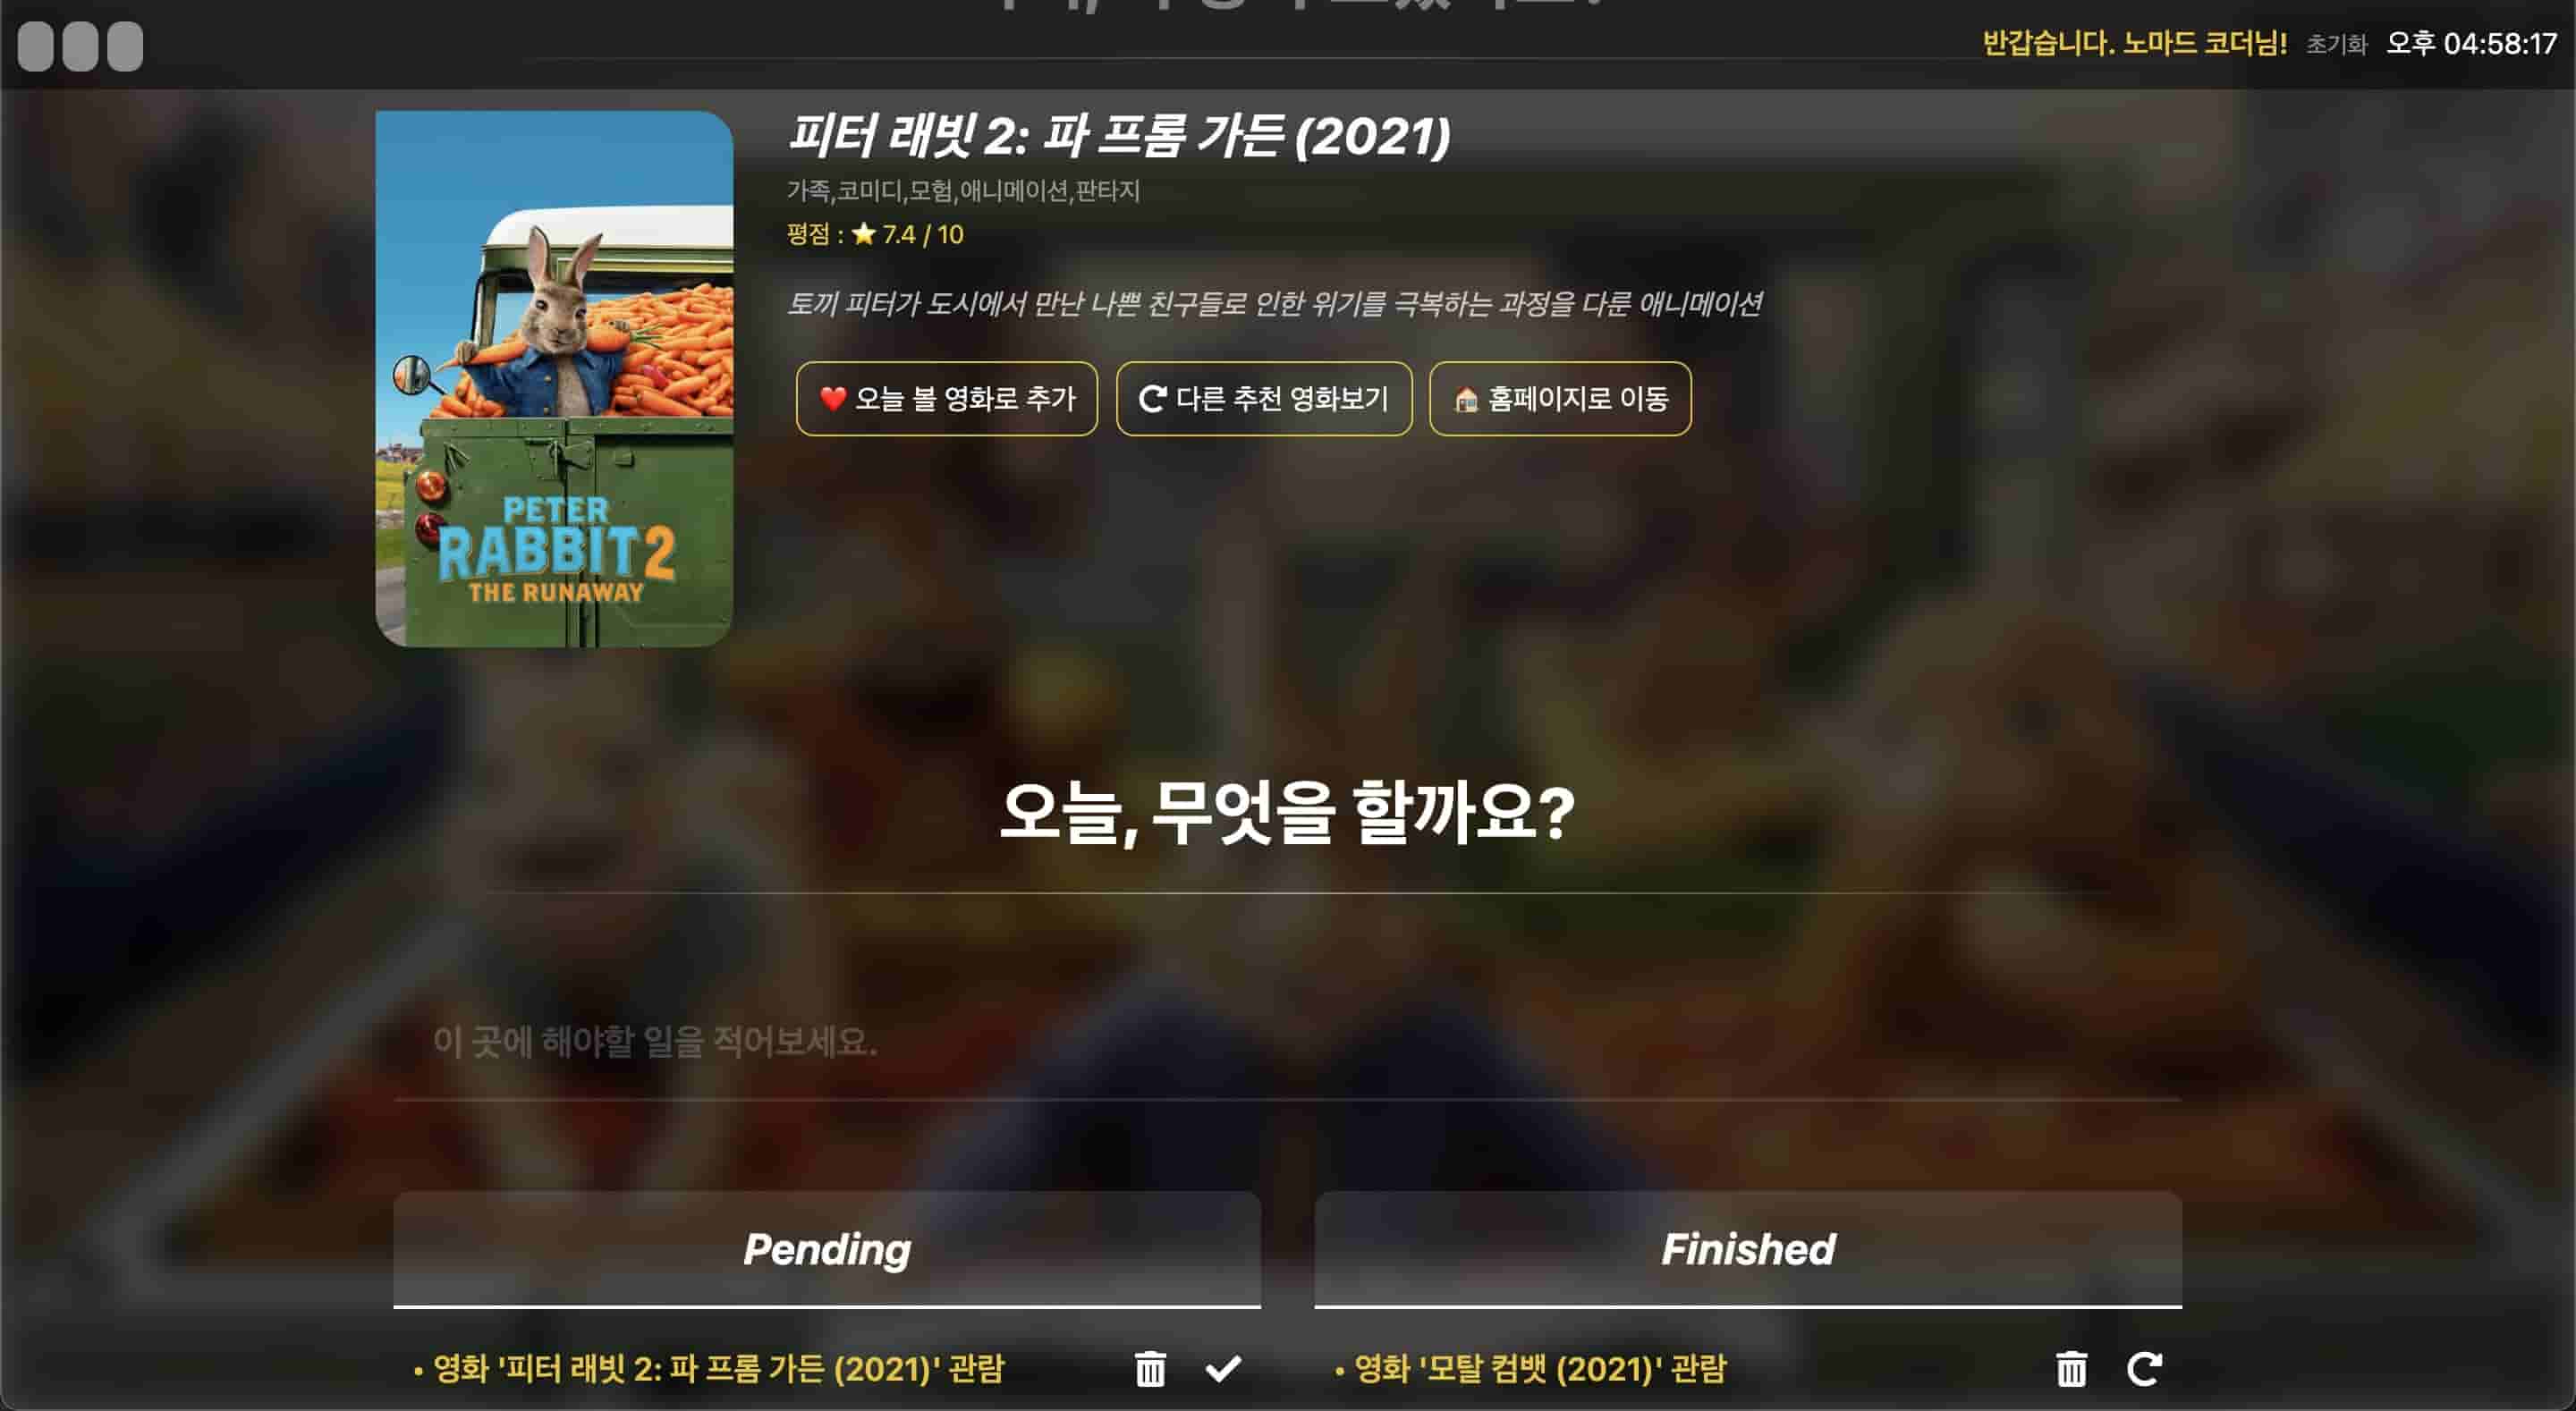 반갑습니다. 노마드 코더님! 초기화 오후 04:58:17
피터 래빗 2: 파 프롬 가든 (2021)
가족,코미디,모험,애니메이션,판타지
평점 : ⭐ 7.4 / 10
토끼 피터가 도시에서 만난 나쁜 친구들로 인한 위기를 극복하는 과정을 다룬 애니메이션
❤️ 오늘 볼 영화로 추가 다른 추천 영화보기 🏠 홈페이지로 이동
PETER
RABBIT 2
THE RUNAWAY
오늘, 무엇을 할까요?
이 곳에 해야할 일을 적어보세요.
Pending
• 영화 '피터 래빗 2: 파 프롬 가든 (2021)' 관람
Finished
• 영화 '모탈 컴뱃 (2021)' 관람